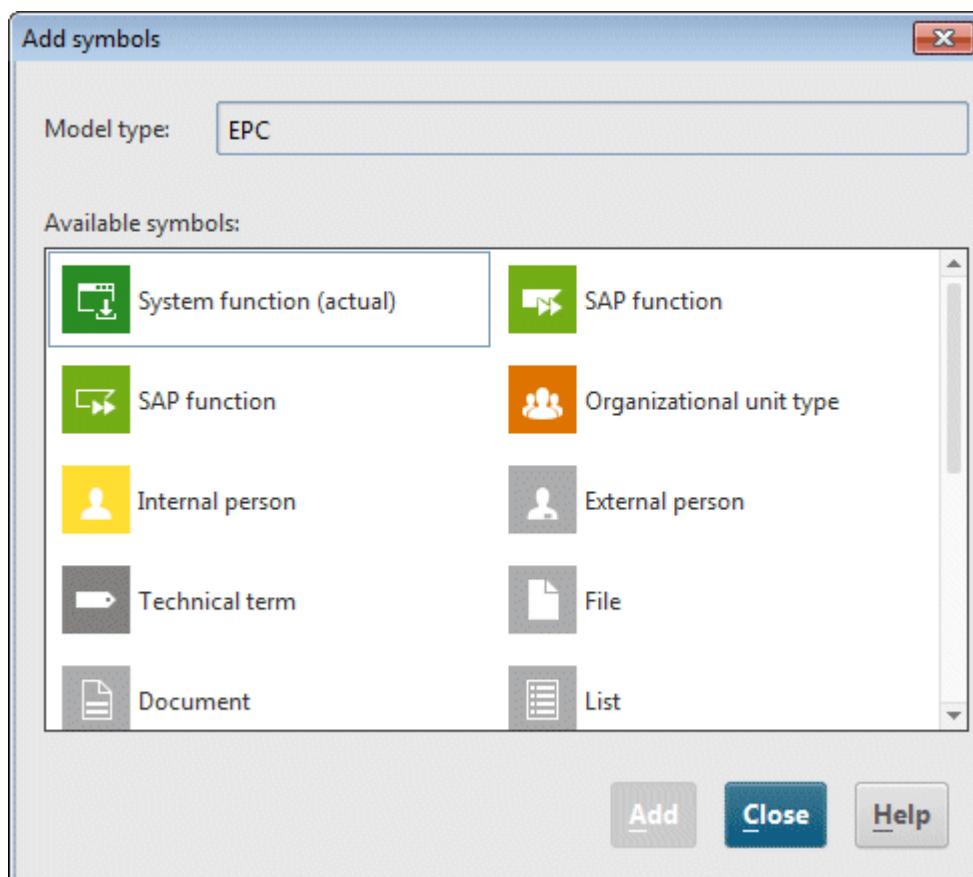 Add symbols
Model type: EPC
Available symbols:
System function (actual) SAP function
SAP function Organizational unit type
Internal person External person
Technical term File
Document List
Add Close Help